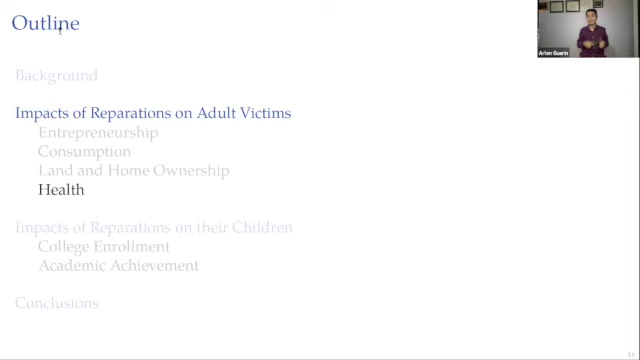 Outline
Arlen Guarin
Background
Impacts of Reparations on Adult Victims
Entrepreneurship
Consumption
Land and Home Ownership
Health
Impacts of Reparations on their Children
College Enrollment
Academic Achievement
Conclusions
16